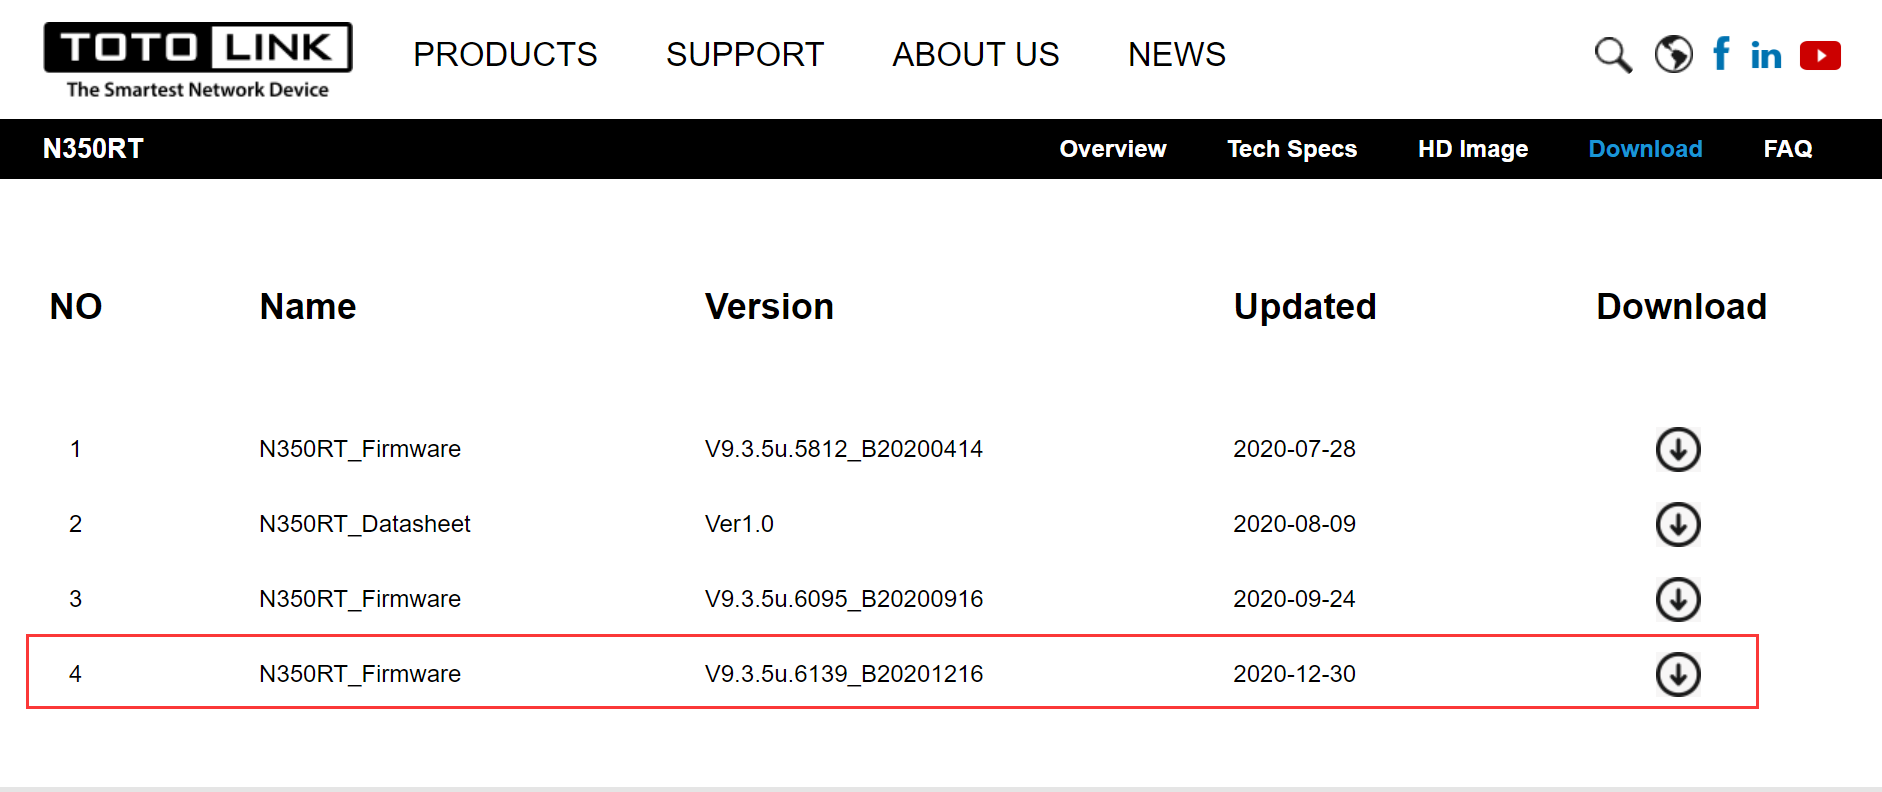 TOTO LINK PRODUCTS SUPPORT ABOUT US NEWS f in
The Smartest Network Device
N350RT Overview Tech Specs HD Image Download FAQ
NO Name Version Updated Download
1 N350RT_Firmware V9.3.5u.5812_B20200414 2020-07-28
2 N350RT_Datasheet Ver1.0 2020-08-09
3 N350RT_Firmware V9.3.5u.6095_B20200916 2020-09-24
4 N350RT_Firmware V9.3.5u.6139_B20201216 2020-12-30